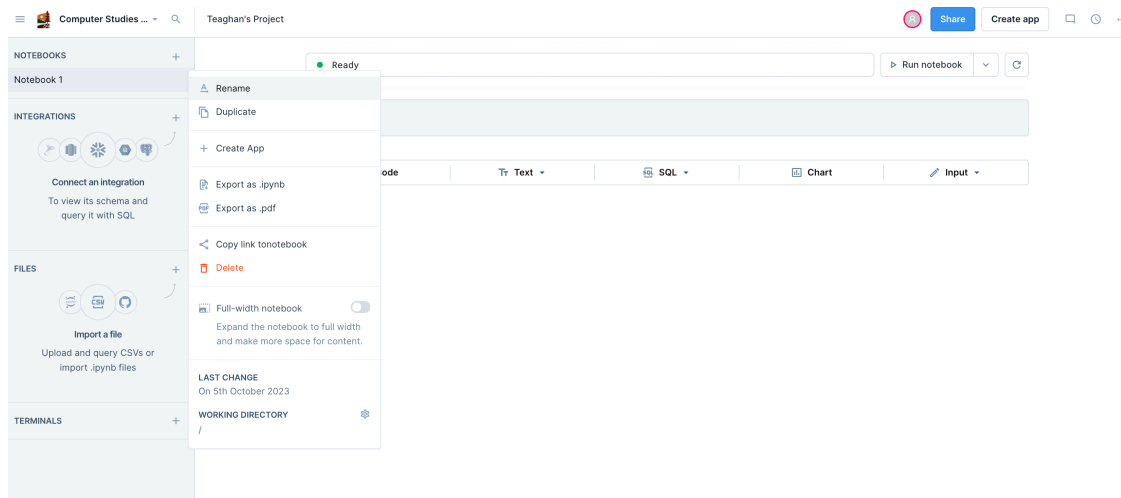 Computer Studies ...
Teaghan's Project
Share
Create app
NOTEBOOKS
Notebook 1
INTEGRATIONS
Connect an integration
To view its schema and
query it with SQL
FILES
CSV
Import a file
Upload and query CSVs or
import .ipynb files
TERMINALS
Rename
Duplicate
Create App
Export as .ipynb
PDF Export as .pdf
Copy link tonotebook
Delete
Full-width notebook
Expand the notebook to full width
and make more space for content.
LAST CHANGE
On 5th October 2023
WORKING DIRECTORY
/
Ready
Run notebook
ode
Tт Text
SQL SQL
Chart
Input